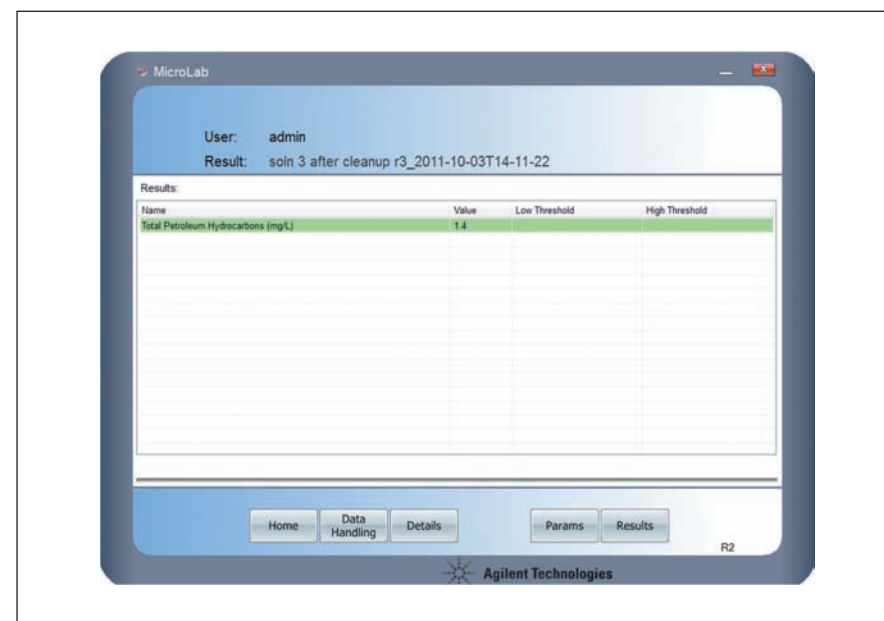 MicroLab
User: admin
Result: soln 3 after cleanup r3_2011-10-03T14-11-22
Results:
Name Value Low Threshold High Threshold
Total Petroleum Hydrocarbons (mg/L) 1.4
Home Data Handling Details Params Results
R2
Agilent Technologies